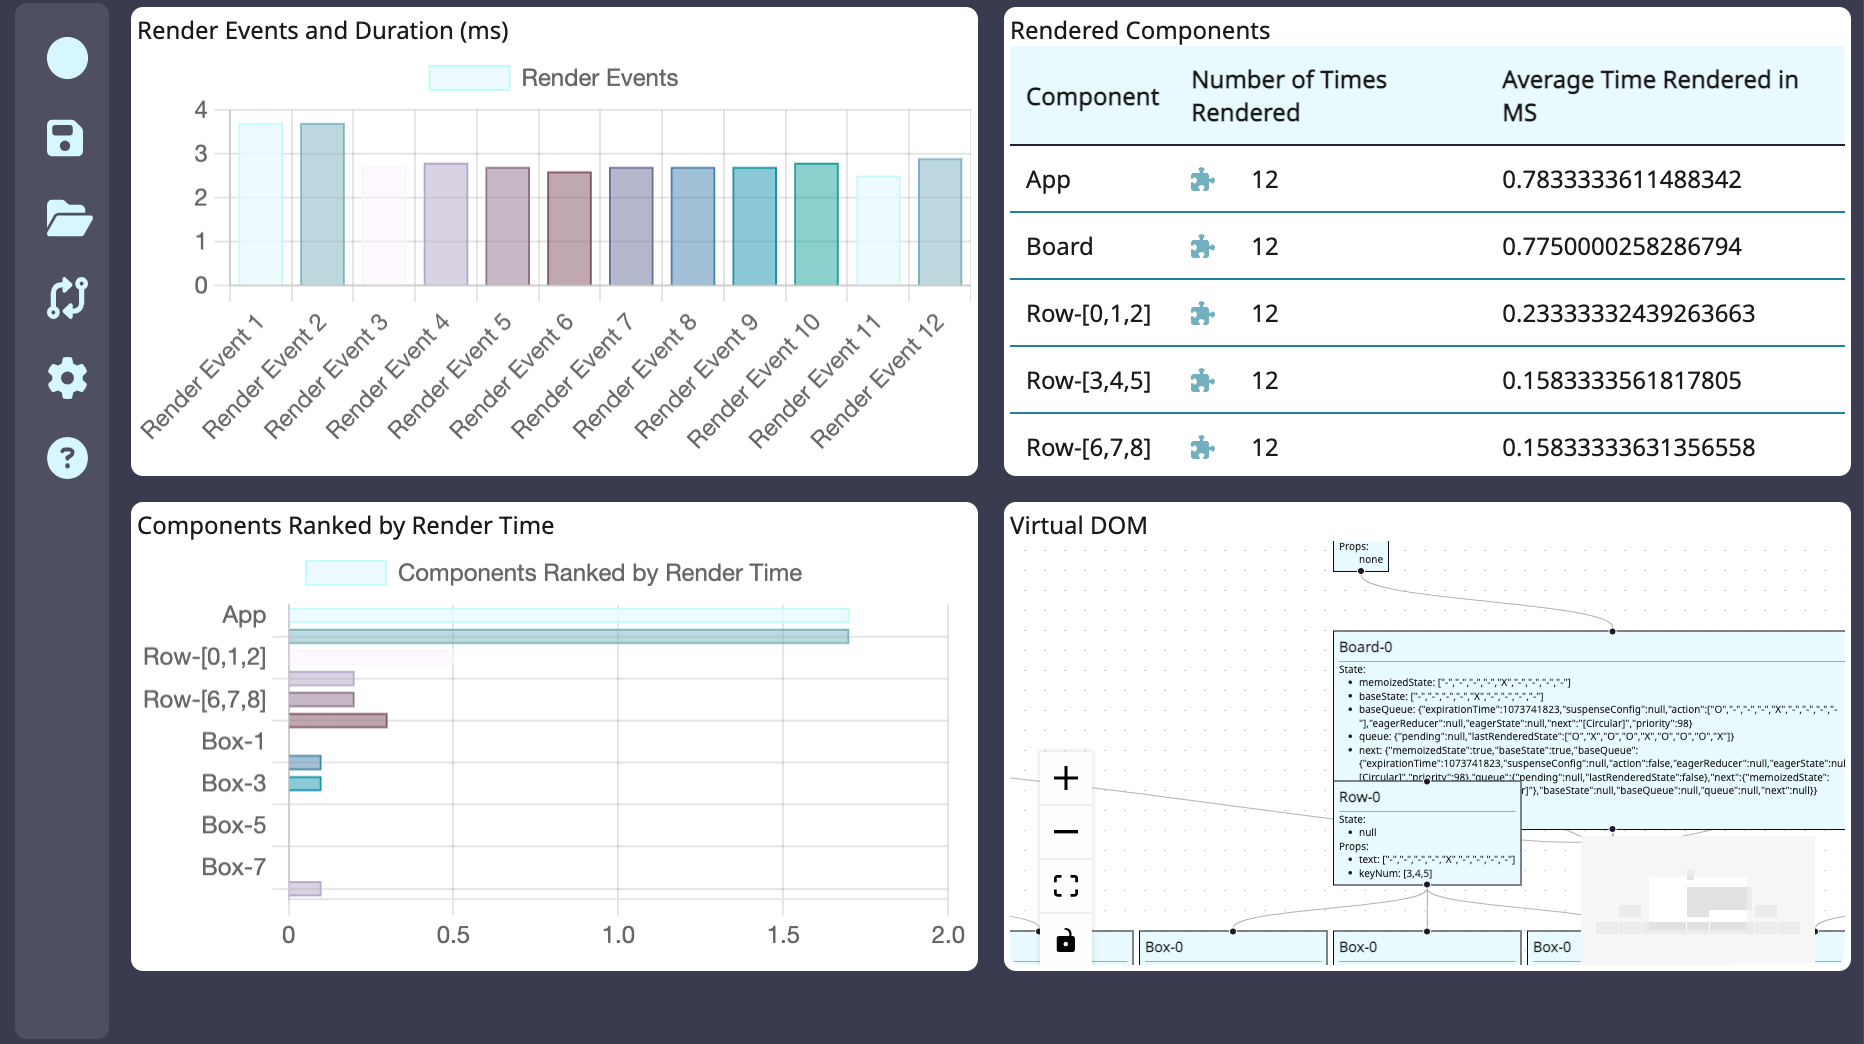 Render Events and Duration (ms)
Render Events
4
3
2
1
0
Render Event 1
Render Event 2
Render Event 3
Render Event 4
Render Event 5
Render Event 6
Render Event 7
Render Event 8
Render Event 9
Render Event 10
Render Event 11
Render Event 12
Rendered Components
Component
Number of Times
Rendered
Average Time Rendered in
MS
App 12 0.7833333611488342
Board 12 0.7750000258286794
Row-[0,1,2] 12 0.23333332439263663
Row-[3,4,5] 12 0.1583333561817805
Row-[6,7,8] 12 0.15833333631356558
Components Ranked by Render Time
Components Ranked by Render Time
App
Row-[0,1,2]
Row-[6,7,8]
Box-1
Box-3
Box-5
Box-7
0 0.5 1.0 1.5 2.0
Virtual DOM
Props:
none
Board-0
State:
• memoizedState: ["-","-","-","-","X","-","-","-","-"]
• baseState: ["-","-","-","-","X","-","-","-","-"]
• baseQueue: {"expirationTime":1073741823,"suspenseConfig":null,"action":["O","-","-","-","X","-","-","-","-
"],"eagerReducer":null,"eagerState":null,"next":"[Circular]","priority":98}
• queue: {"pending":null,"lastRenderedState":["O","X","O","O","X","O","O","O","X"]}
• next: {"memoizedState":true,"baseState":true,"baseQueue":
{"expirationTime":1073741823,"suspenseConfig":null,"action":false,"eagerReducer":null,"eagerState":nul
[Circular]","priority":98},"queue":{"pending":null,"lastRenderedState":false},"next":{"memoizedState":
r]"},"baseState":null,"baseQueue":null,"queue":null,"next":null}}
Row-0
State:
• null
Props:
• text: ["-","-","-","-","X","-","-","-","-"]
• keyNum: [3,4,5]
Box-0
Box-0
Box-0
?